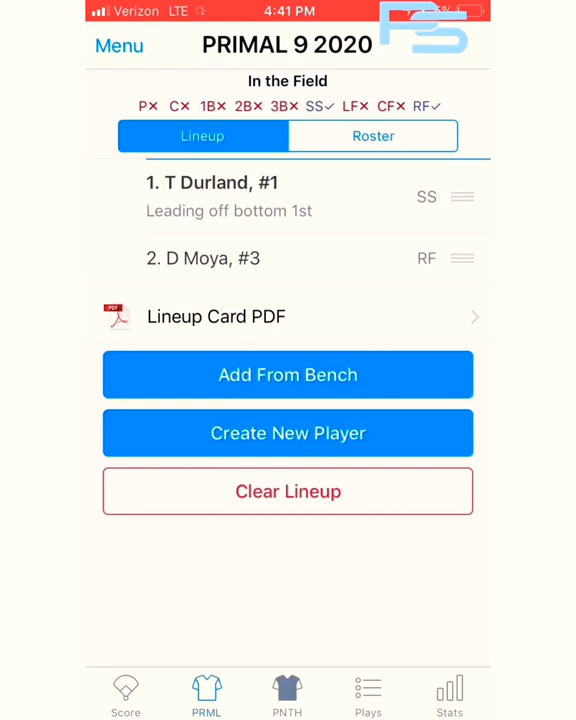 Verizon LTE 4:41 PM
PS
Menu PRIMAL 9 2020
In the Field
P✕ C✕ 1B✕ 2B✕ 3B✕ SS✓ LF✕ CF✕ RF✓
Lineup Roster
1. T Durland, #1 SS
Leading off bottom 1st
2. D Moya, #3 RF
PDF Lineup Card PDF
Add From Bench
Create New Player
Clear Lineup
Score PRML PNTH Plays Stats